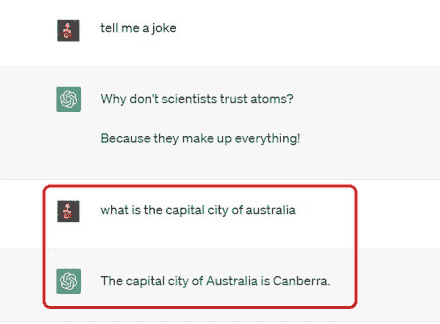 tell me a joke
Why don't scientists trust atoms?
Because they make up everything!
what is the capital city of australia
The capital city of Australia is Canberra.